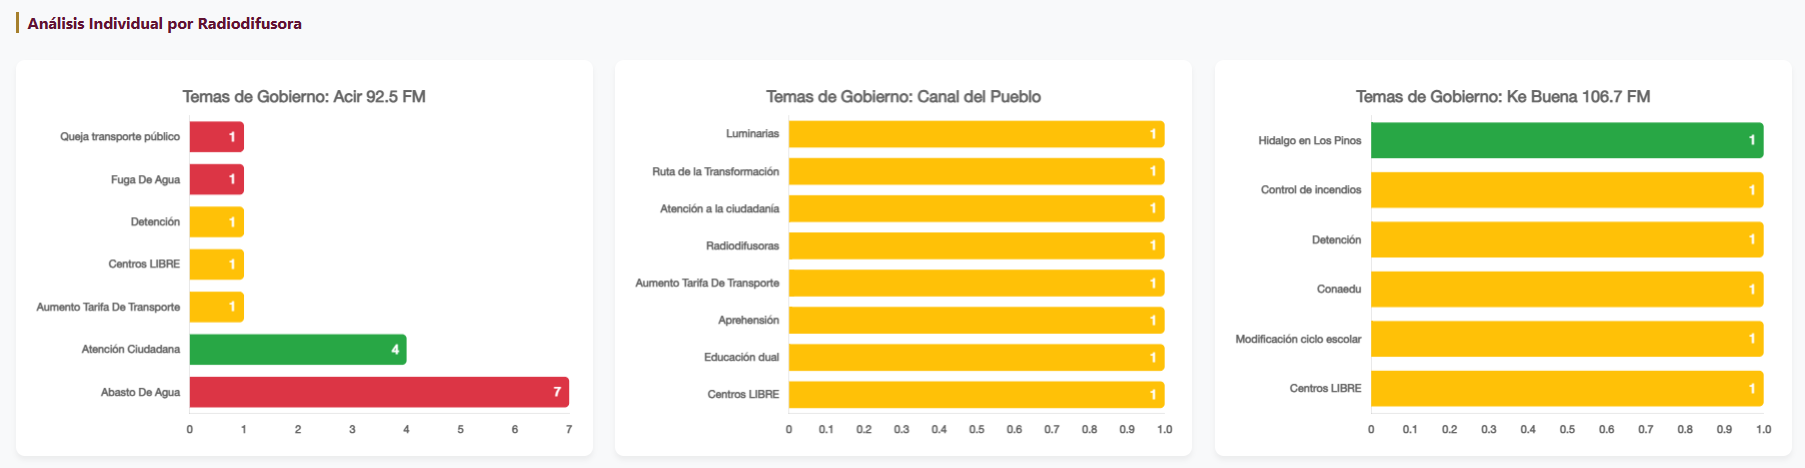 Análisis Individual por Radiodifusora
Temas de Gobierno: Acir 92.5 FM
Queja transporte público 1
Fuga De Agua 1
Detención 1
Centros LIBRE 1
Aumento Tarifa De Transporte 1
Atención Ciudadana 4
Abasto De Agua 7
0 1 2 3 4 5 6 7
Temas de Gobierno: Canal del Pueblo
Luminarias 1
Ruta de la Transformación 1
Atención a la ciudadanía 1
Radiodifusoras 1
Aumento Tarifa De Transporte 1
Aprehensión 1
Educación dual 1
Centros LIBRE 1
0 0.1 0.2 0.3 0.4 0.5 0.6 0.7 0.8 0.9 1.0
Temas de Gobierno: Ke Buena 106.7 FM
Hidalgo en Los Pinos 1
Control de incendios 1
Detención 1
Conaedu 1
Modificación ciclo escolar 1
Centros LIBRE 1
0 0.1 0.2 0.3 0.4 0.5 0.6 0.7 0.8 0.9 1.0